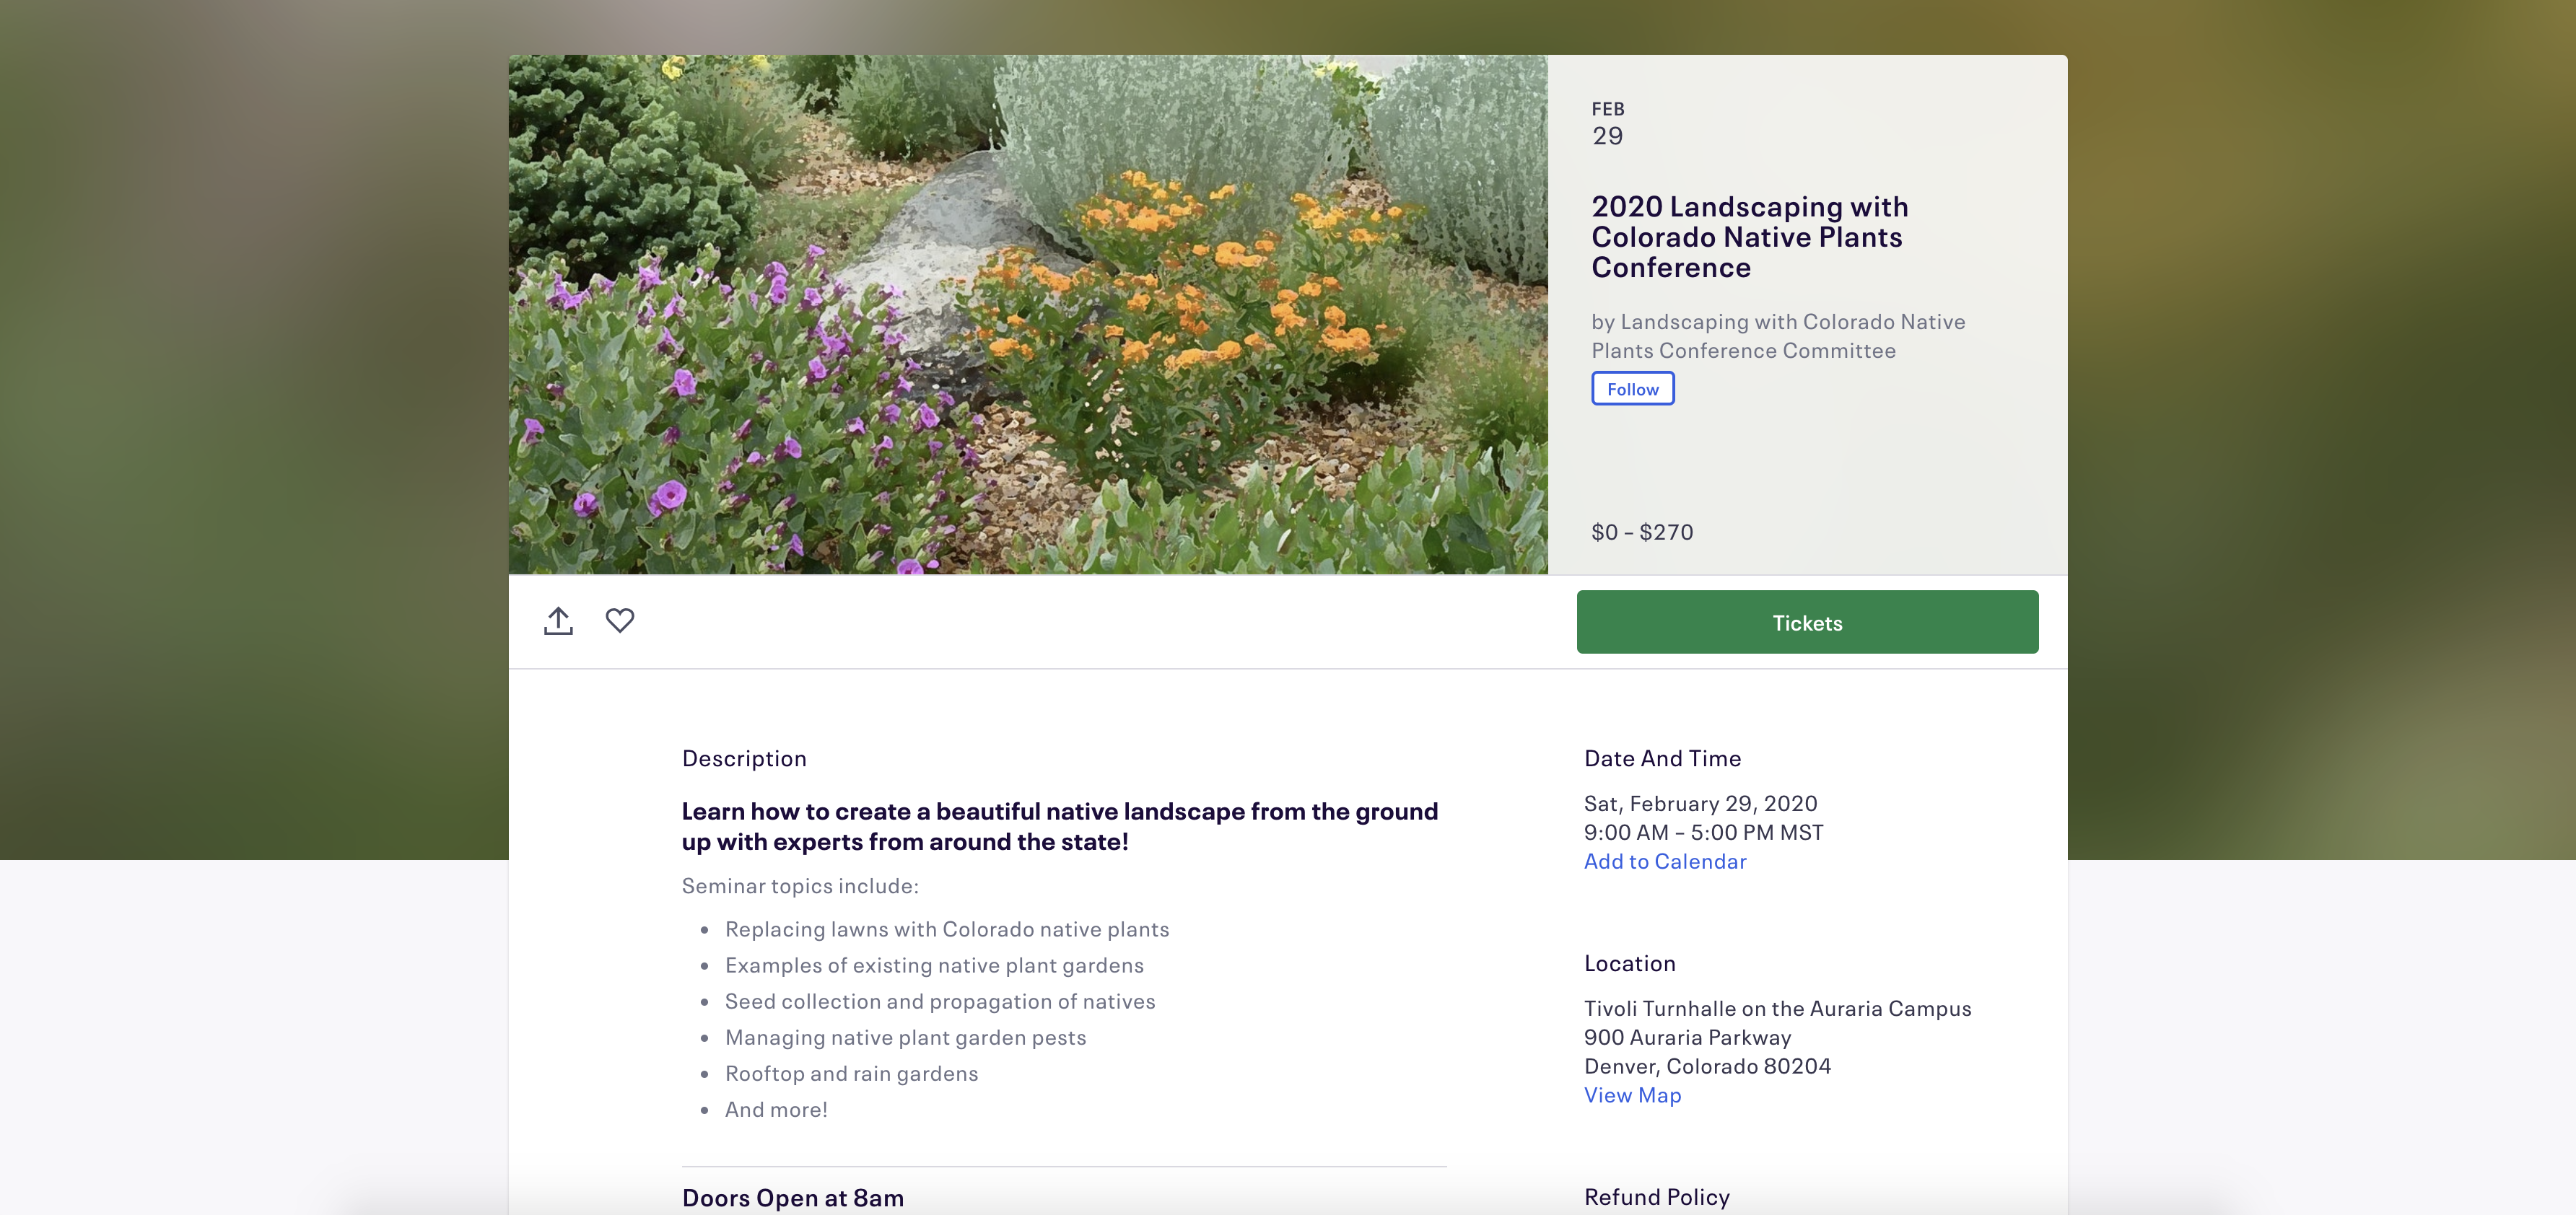 FEB
29
2020 Landscaping with
Colorado Native Plants
Conference
by Landscaping with Colorado Native
Plants Conference Committee
Follow
$0 – $270
Tickets
Description
Learn how to create a beautiful native landscape from the ground
up with experts from around the state!
Seminar topics include:
• Replacing lawns with Colorado native plants
• Examples of existing native plant gardens
• Seed collection and propagation of natives
• Managing native plant garden pests
• Rooftop and rain gardens
• And more!
Doors Open at 8am
Date And Time
Sat, February 29, 2020
9:00 AM – 5:00 PM MST
Add to Calendar
Location
Tivoli Turnhalle on the Auraria Campus
900 Auraria Parkway
Denver, Colorado 80204
View Map
Refund Policy